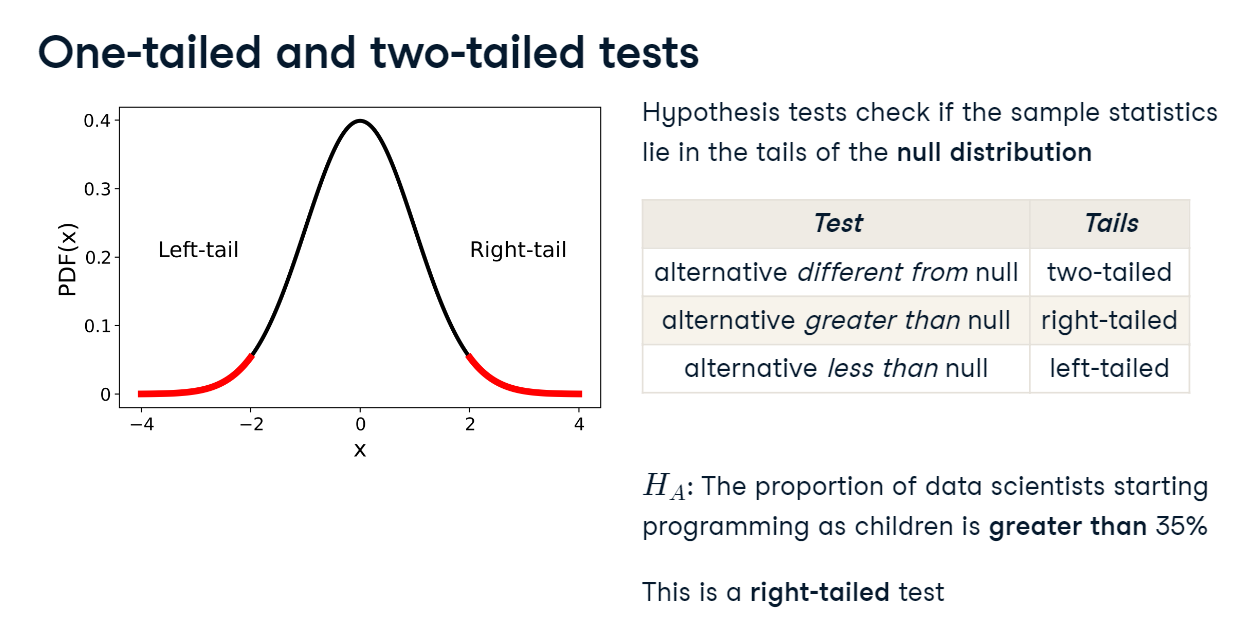 One-tailed and two-tailed tests
0.4
0.3
0.2
0.1
0
PDF(x)
Left-tail
Right-tail
−4
−2
0
2
4
x
Hypothesis tests check if the sample statistics
lie in the tails of the null distribution
Test Tails
alternative different from null two-tailed
alternative greater than null right-tailed
alternative less than null left-tailed
H_A: The proportion of data scientists starting
programming as children is greater than 35%
This is a right-tailed test